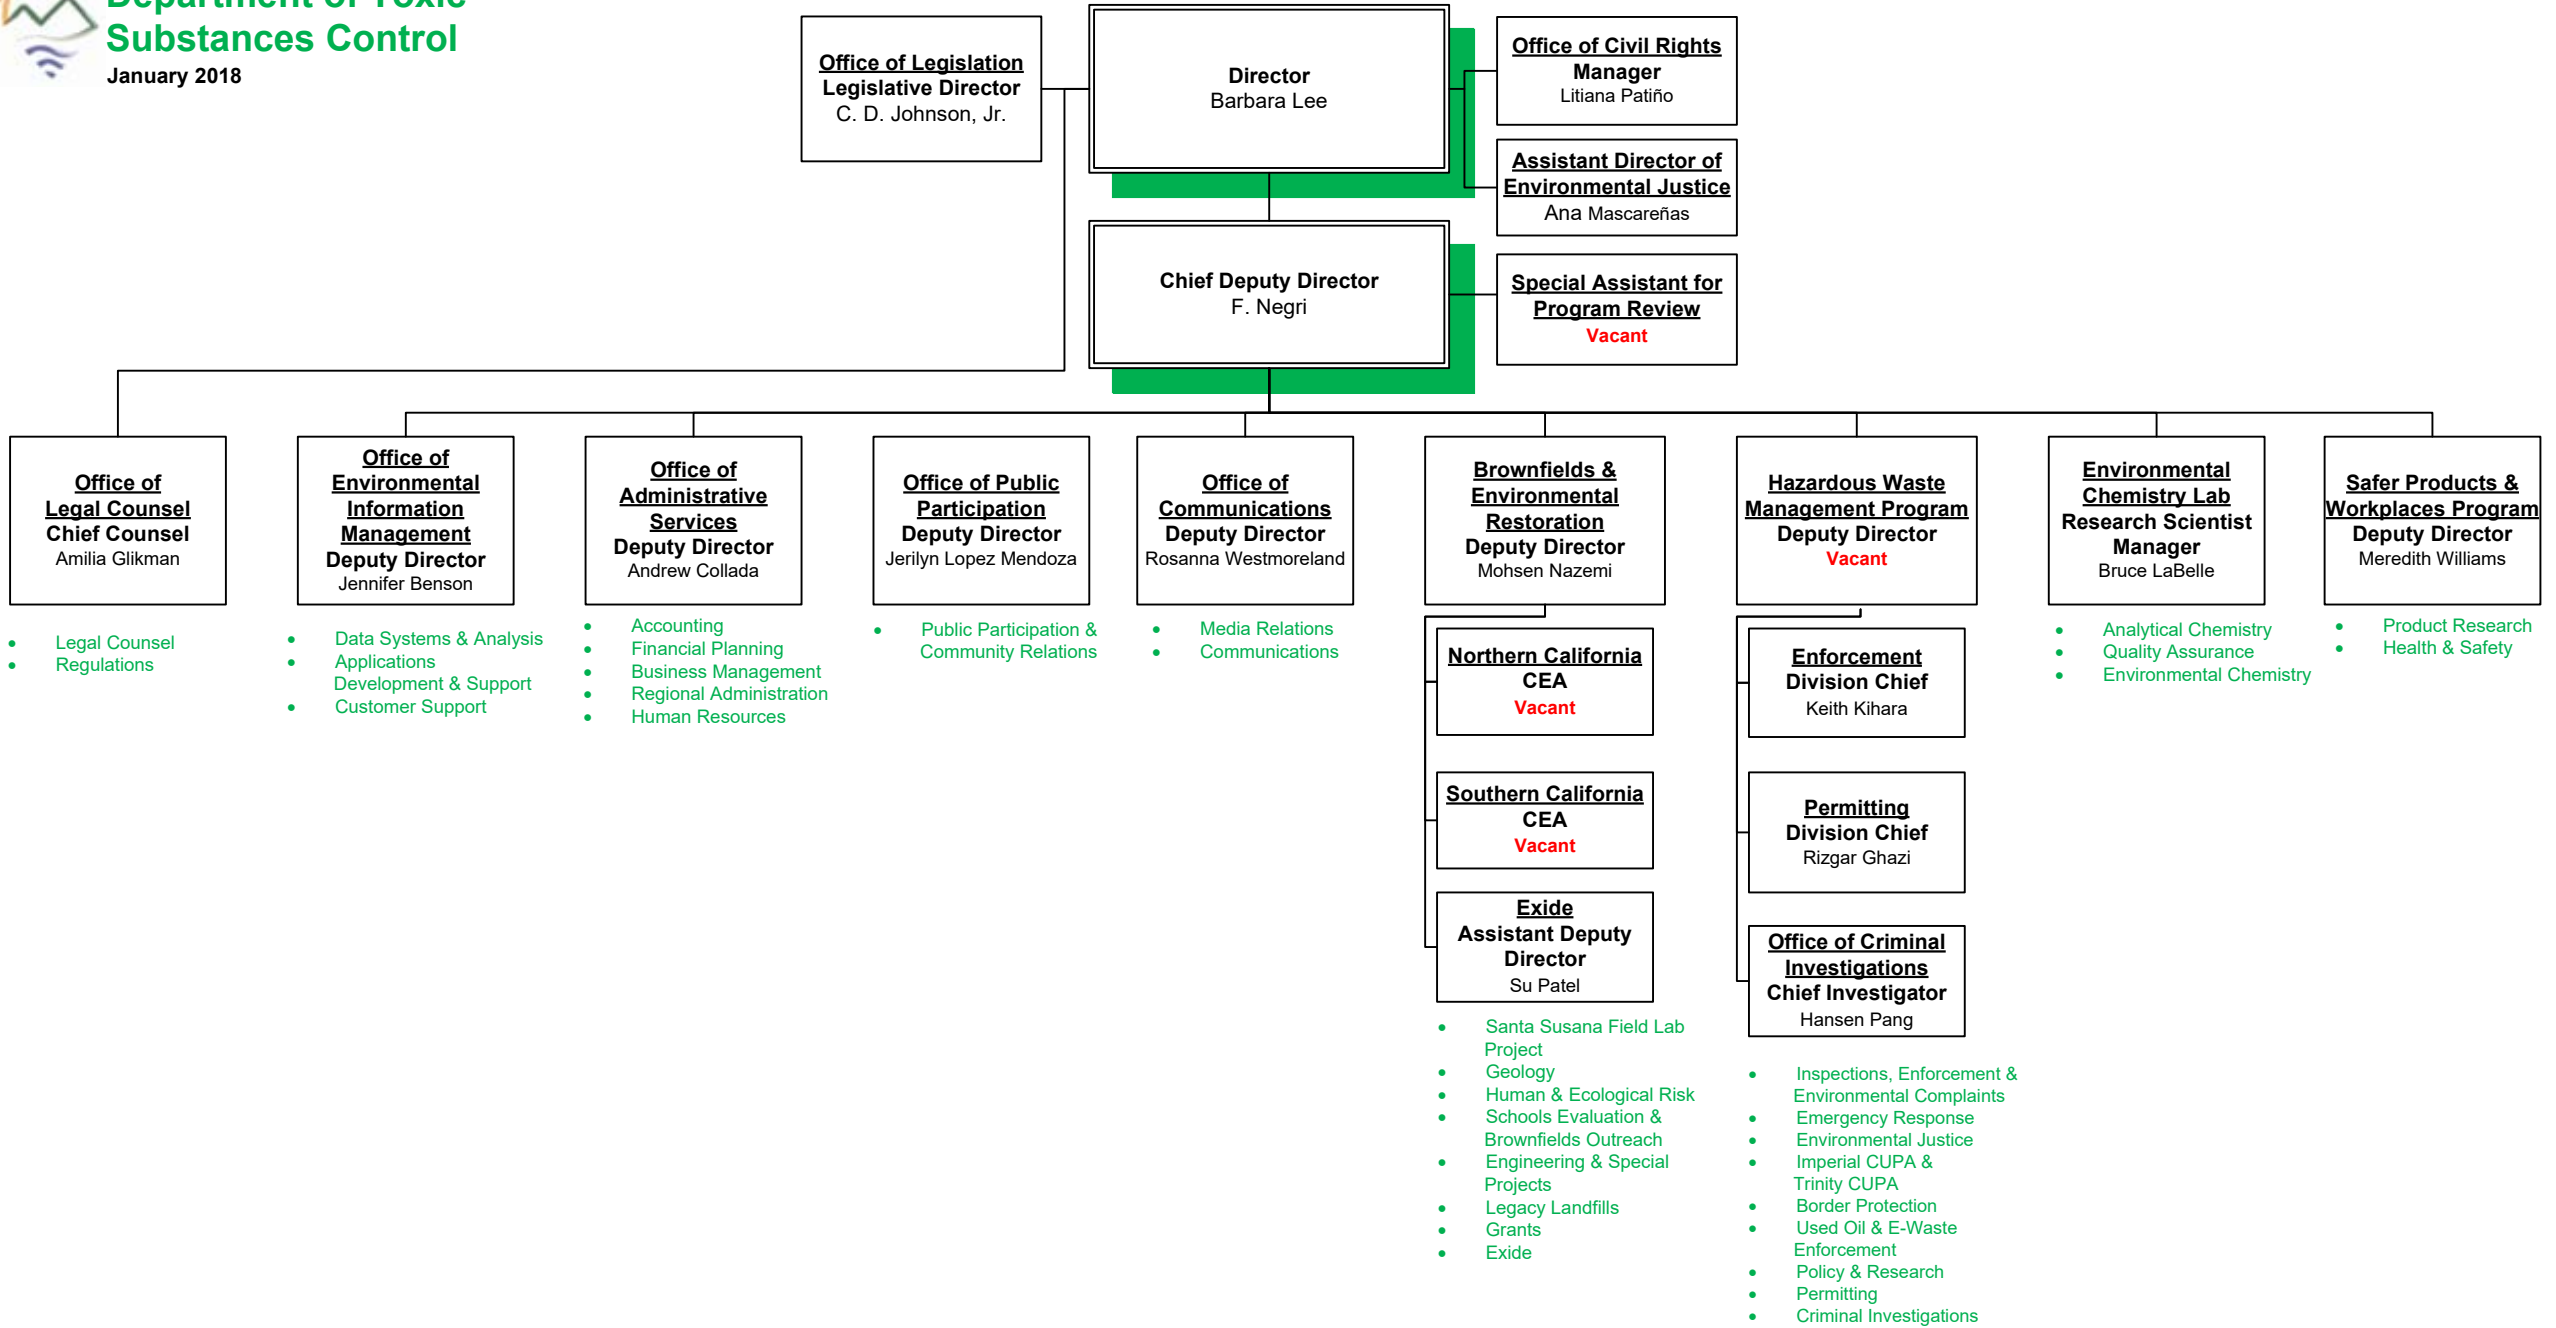 Department of Toxic
Substances Control
January 2018
Office of Legislation
Legislative Director
C. D. Johnson, Jr.
Director
Barbara Lee
Office of Civil Rights
Manager
Litiana Patiño
Assistant Director of
Environmental Justice
Ana Mascareñas
Chief Deputy Director
F. Negri
Special Assistant for
Program Review
Vacant
Office of
Legal Counsel
Chief Counsel
Amilia Glikman
• Legal Counsel
• Regulations
Office of
Environmental
Information
Management
Deputy Director
Jennifer Benson
• Data Systems & Analysis
• Applications
Development & Support
• Customer Support
Office of
Administrative
Services
Deputy Director
Andrew Collada
• Accounting
• Financial Planning
• Business Management
• Regional Administration
• Human Resources
Office of Public
Participation
Deputy Director
Jerilyn Lopez Mendoza
• Public Participation &
Community Relations
Office of
Communications
Deputy Director
Rosanna Westmoreland
• Media Relations
• Communications
Brownfields &
Environmental
Restoration
Deputy Director
Mohsen Nazemi
Northern California
CEA
Vacant
Southern California
CEA
Vacant
Exide
Assistant Deputy
Director
Su Patel
• Santa Susana Field Lab
Project
• Geology
• Human & Ecological Risk
• Schools Evaluation &
Brownfields Outreach
• Engineering & Special
Projects
• Legacy Landfills
• Grants
• Exide
Hazardous Waste
Management Program
Deputy Director
Vacant
Enforcement
Division Chief
Keith Kihara
Permitting
Division Chief
Rizgar Ghazi
Office of Criminal
Investigations
Chief Investigator
Hansen Pang
• Inspections, Enforcement &
Environmental Complaints
• Emergency Response
• Environmental Justice
• Imperial CUPA &
Trinity CUPA
• Border Protection
• Used Oil & E-Waste
Enforcement
• Policy & Research
• Permitting
• Criminal Investigations
Environmental
Chemistry Lab
Research Scientist
Manager
Bruce LaBelle
• Analytical Chemistry
• Quality Assurance
• Environmental Chemistry
Safer Products &
Workplaces Program
Deputy Director
Meredith Williams
• Product Research
• Health & Safety